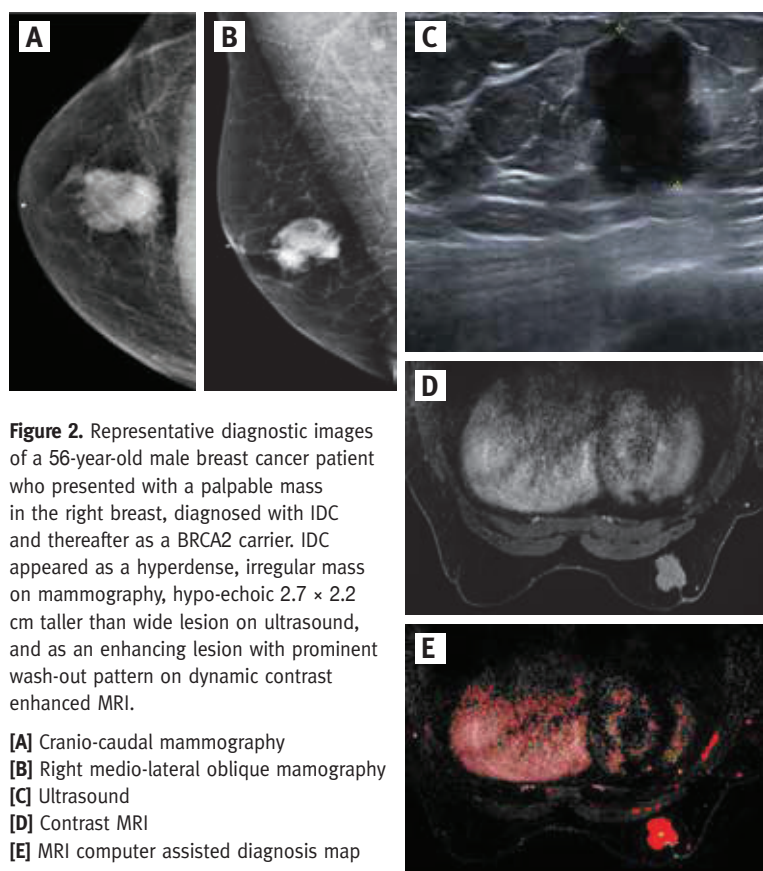 A
B
C
D
E
Figure 2. Representative diagnostic images
of a 56-year-old male breast cancer patient
who presented with a palpable mass
in the right breast, diagnosed with IDC
and thereafter as a BRCA2 carrier. IDC
appeared as a hyperdense, irregular mass
on mammography, hypo-echoic 2.7 × 2.2
cm taller than wide lesion on ultrasound,
and as an enhancing lesion with prominent
wash-out pattern on dynamic contrast
enhanced MRI.
[A] Cranio-caudal mammography
[B] Right medio-lateral oblique mamography
[C] Ultrasound
[D] Contrast MRI
[E] MRI computer assisted diagnosis map